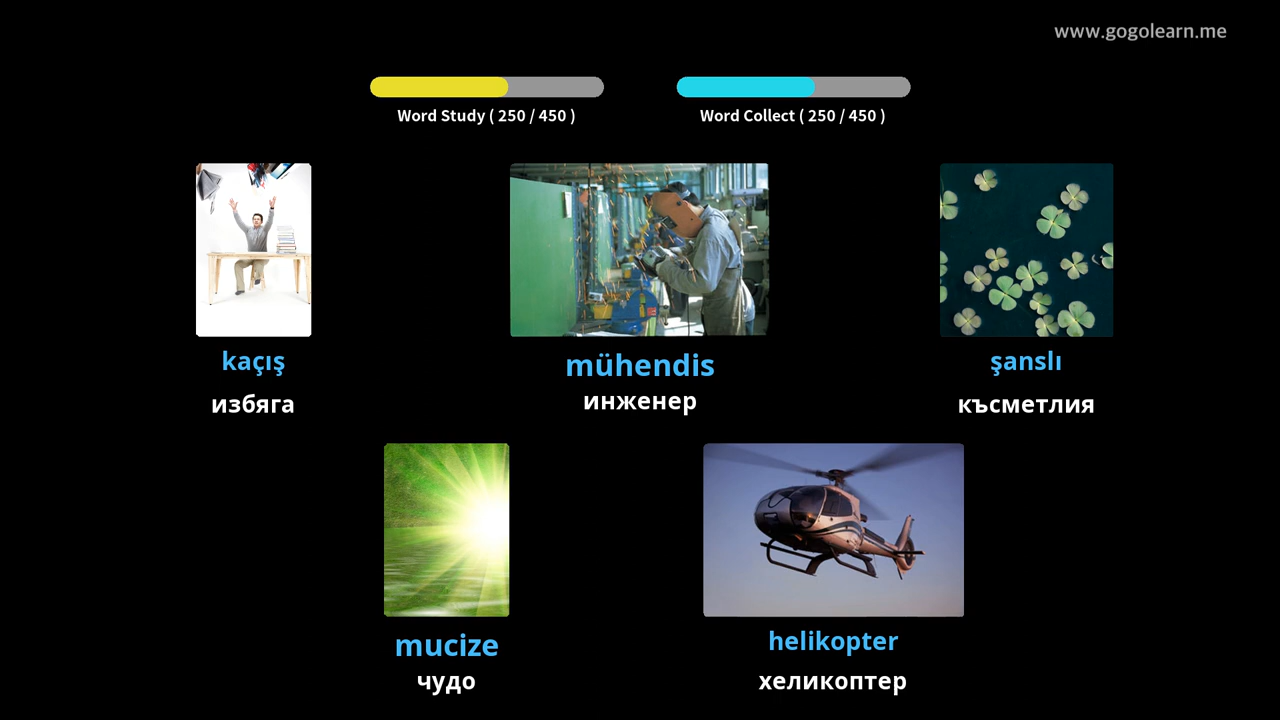 www.gogolearn.me
Word Study ( 250 / 450 )
Word Collect ( 250 / 450 )
kaçış
избяга
mühendis
инженер
şanslı
късметлия
mucize
чудо
helikopter
хеликоптер